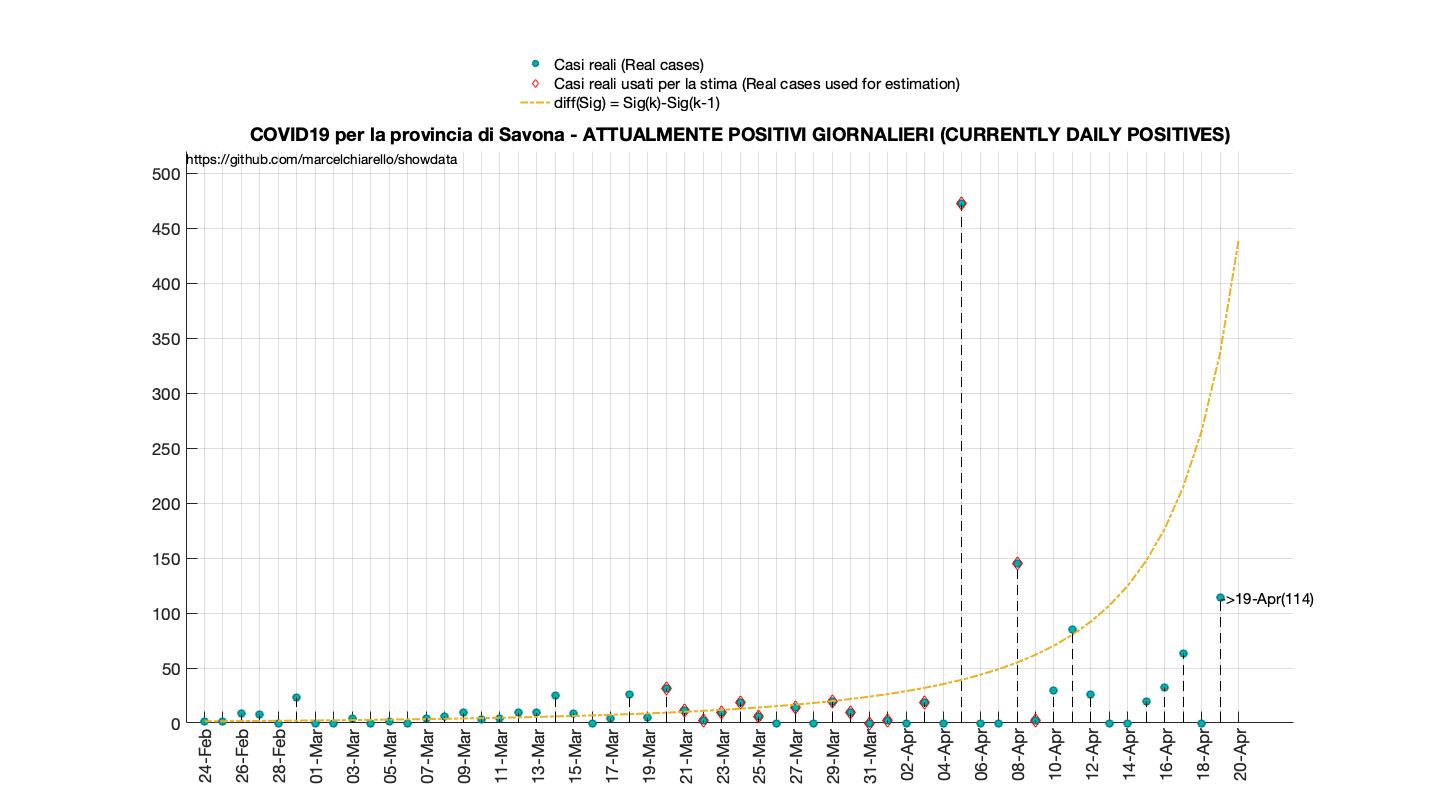 Casi reali (Real cases)
Casi reali usati per la stima (Real cases used for estimation)
diff(Sig) = Sig(k)-Sig(k-1)
COVID19 per la provincia di Savona - ATTUALMENTE POSITIVI GIORNALIERI (CURRENTLY DAILY POSITIVES)
https://github.com/marcelchiarello/showdata
500
450
400
350
300
250
200
150
100
50
0
->19-Apr(114)
24-Feb
26-Feb
28-Feb
01-Mar
03-Mar
05-Mar
07-Mar
09-Mar
11-Mar
13-Mar
15-Mar
17-Mar
19-Mar
21-Mar
23-Mar
25-Mar
27-Mar
29-Mar
31-Mar
02-Apr
04-Apr
06-Apr
08-Apr
10-Apr
12-Apr
14-Apr
16-Apr
18-Apr
20-Apr